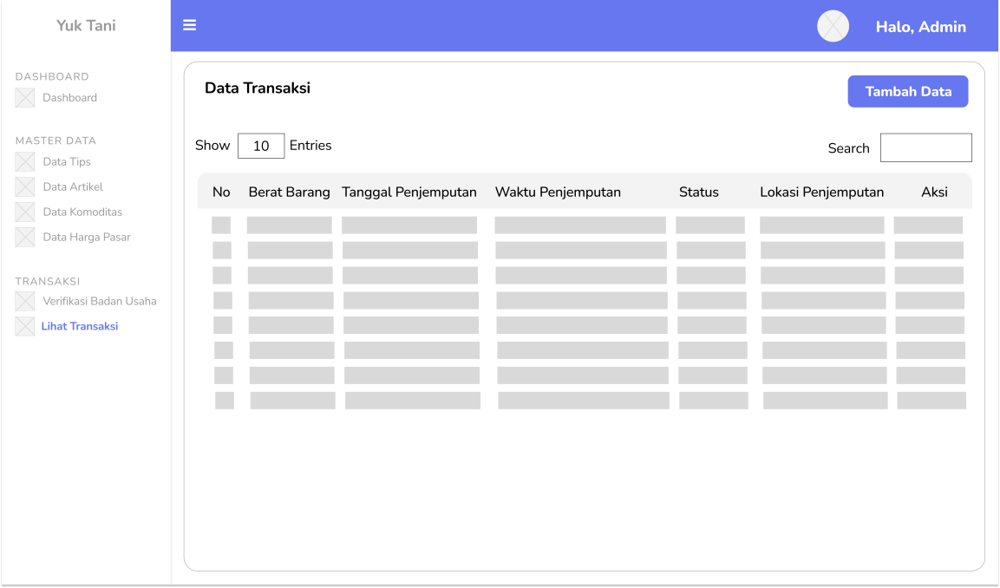 Yuk Tani
Halo, Admin
DASHBOARD
Dashboard
MASTER DATA
Data Tips
Data Artikel
Data Komoditas
Data Harga Pasar
TRANSAKSI
Verifikasi Badan Usaha
Lihat Transaksi
Data Transaksi
Tambah Data
Show 10 Entries
Search
No Berat Barang Tanggal Penjemputan Waktu Penjemputan Status Lokasi Penjemputan Aksi